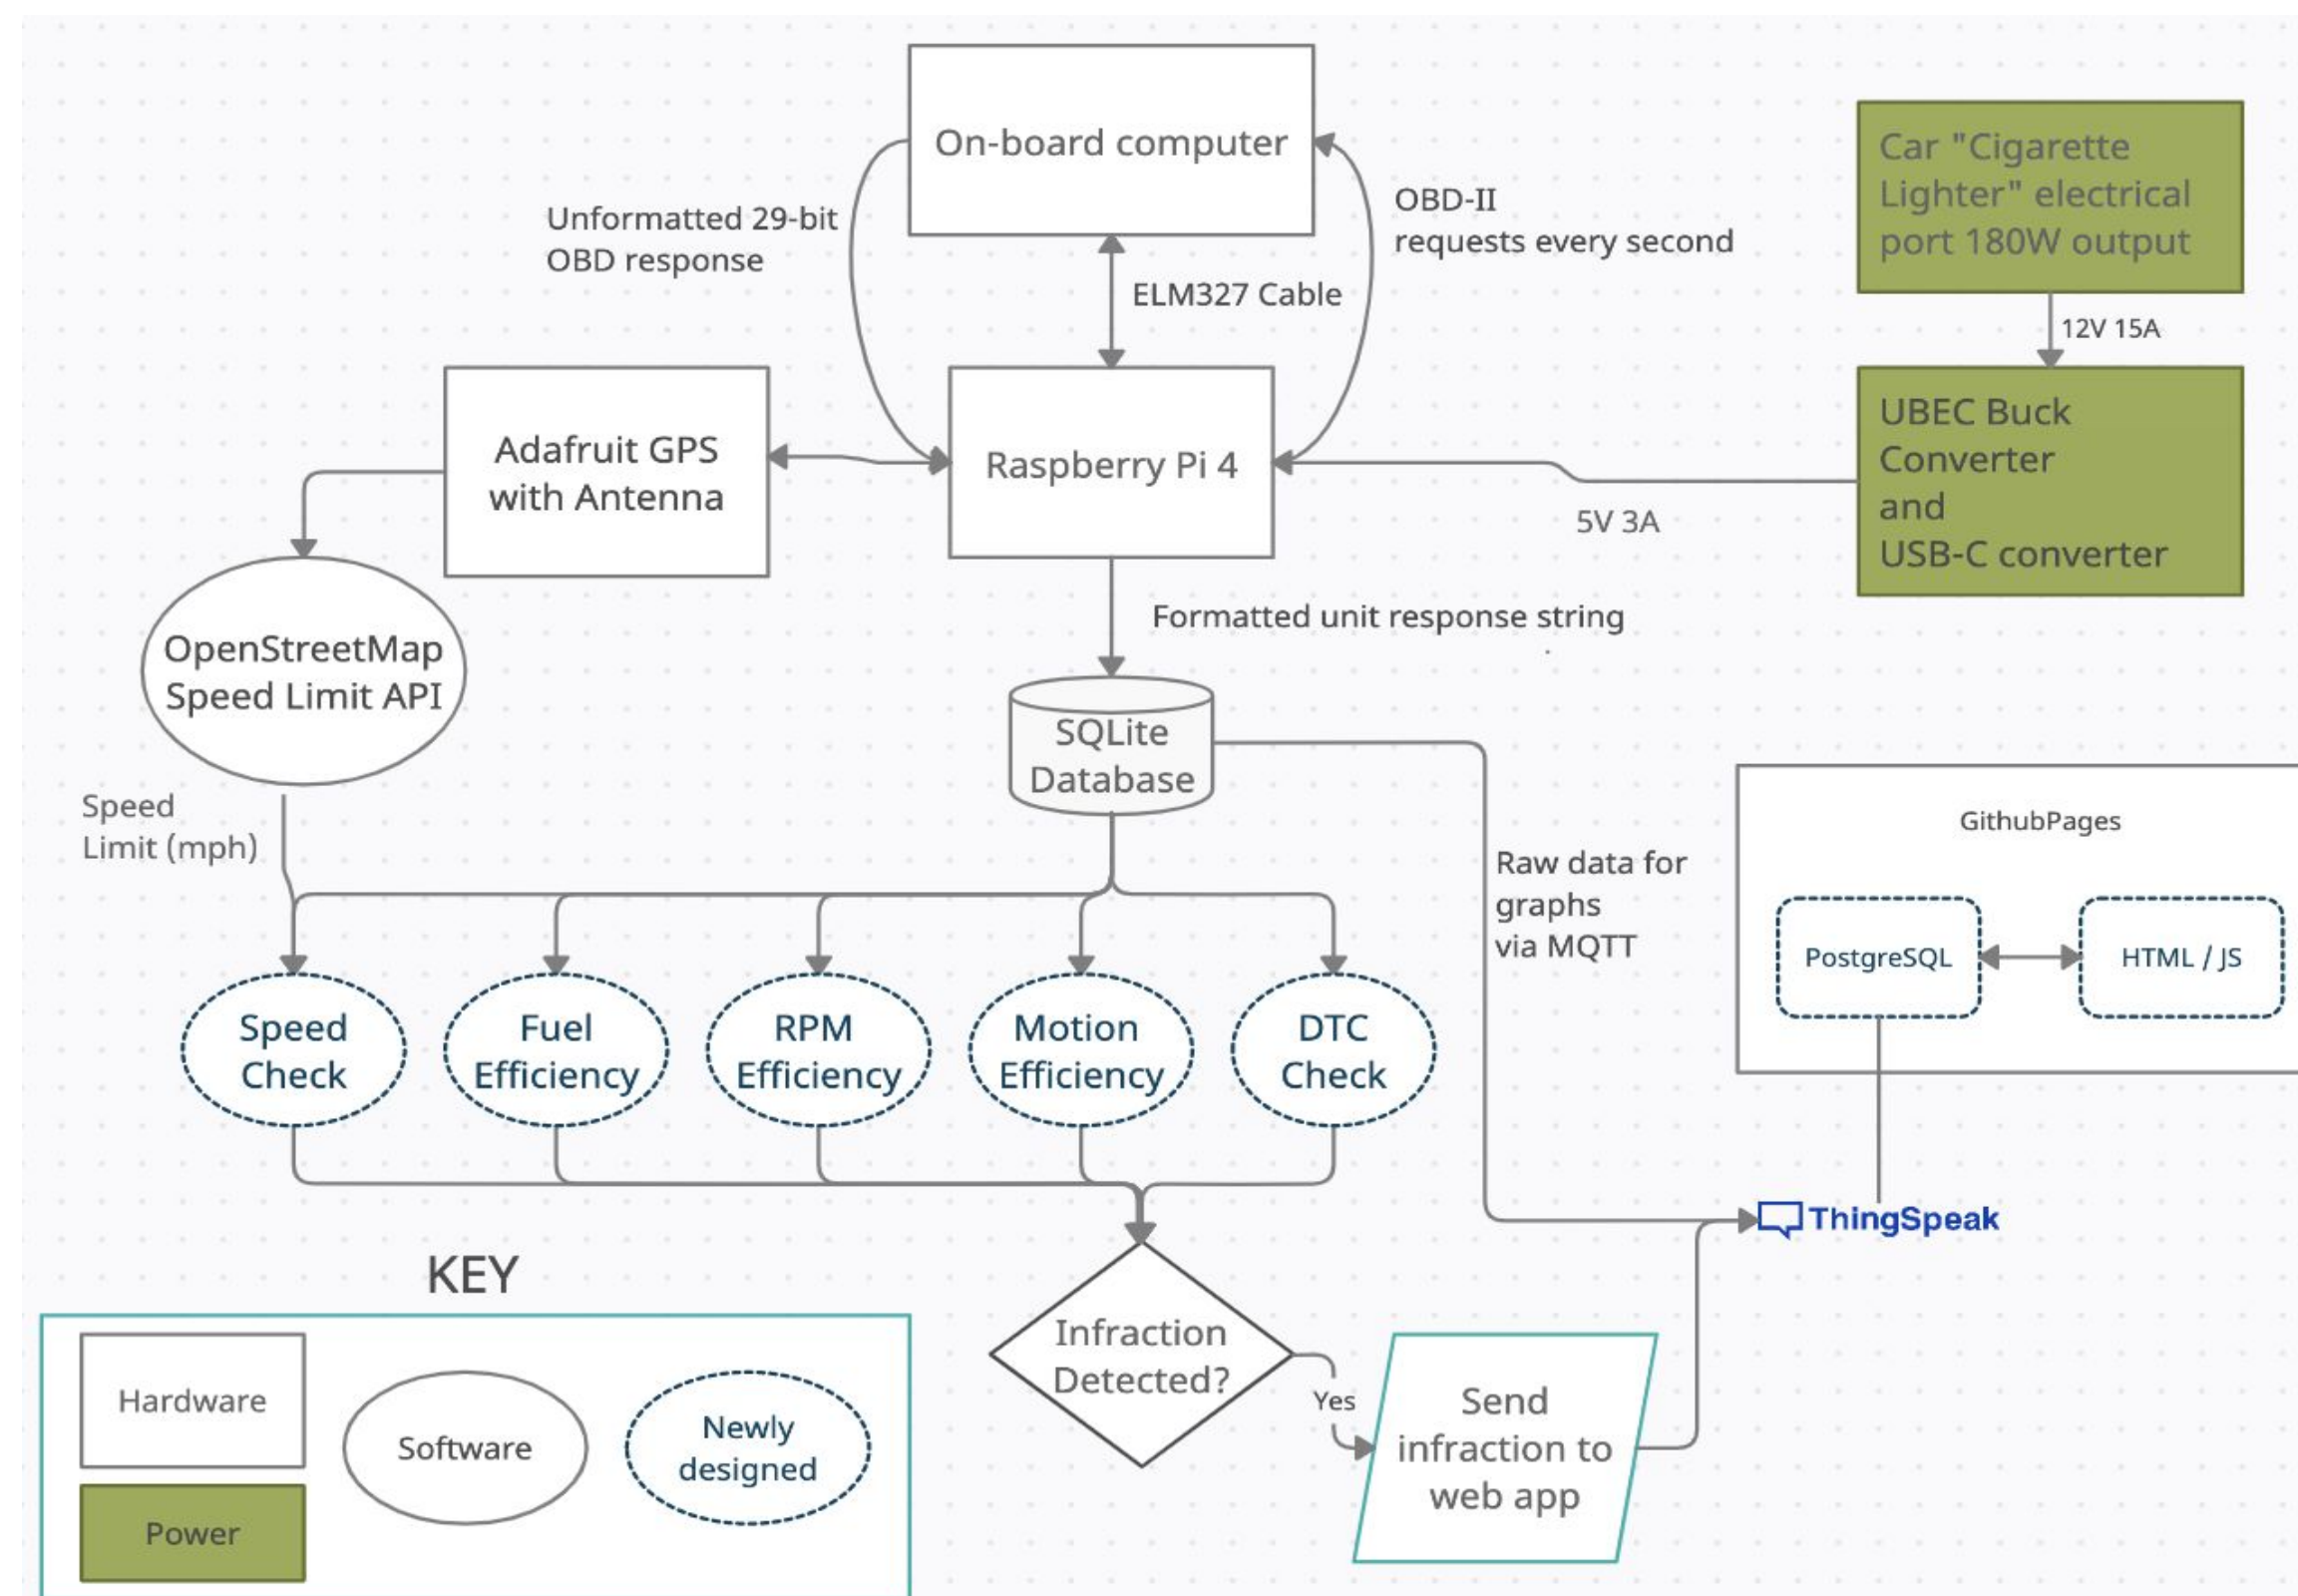 On-board computer
Car "Cigarette
Lighter" electrical
port 180W output
Unformatted 29-bit
OBD response
OBD-II
requests every second
ELM327 Cable
12V 15A
Adafruit GPS
with Antenna
Raspberry Pi 4
UBEC Buck
Converter
and
USB-C converter
5V 3A
Formatted unit response string
OpenStreetMap
Speed Limit API
SQLite
Database
Speed
Limit (mph)
Raw data for
graphs
via MQTT
GithubPages
PostgreSQL
HTML / JS
Speed
Check
Fuel
Efficiency
RPM
Efficiency
Motion
Efficiency
DTC
Check
ThingSpeak
Infraction
Detected?
Yes
Send
infraction to
web app
KEY
Hardware
Software
Newly
designed
Power